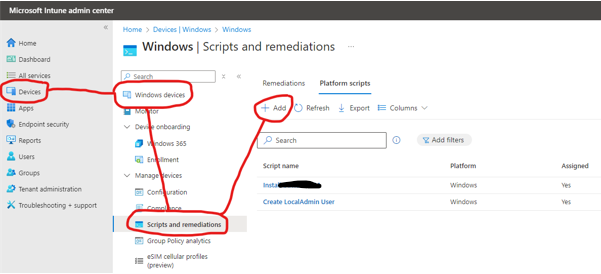 Microsoft Intune admin center
Home
Dashboard
All services
Devices
Apps
Endpoint security
Reports
Users
Groups
Tenant administration
Troubleshooting + support
Home > Devices | Windows > Windows
Windows | Scripts and remediations
Search
Windows devices
Monitor
Device onboarding
Windows 365
Enrollment
Manage devices
Configuration
Compliance
Scripts and remediations
Group Policy analytics
eSIM cellular profiles
(preview)
Remediations Platform scripts
Add Refresh Export Columns
Search Add filters
Script name Platform Assigned
Insta Windows Yes
Create LocalAdmin User Windows Yes